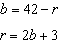 b = 42 − r
r = 2b + 3